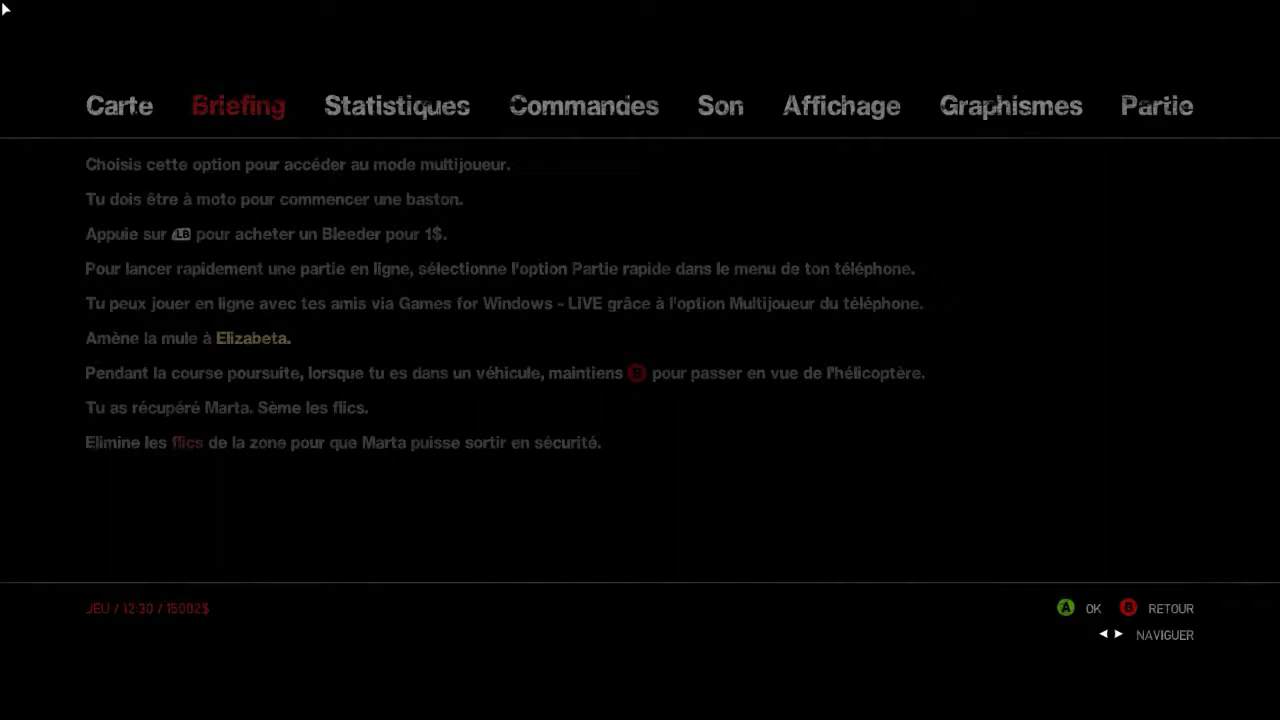 Carte Briefing Statistiques Commandes Son Affichage Graphismes Partie
Choisis cette option pour accéder au mode multijoueur.
Tu dois être à moto pour commencer une baston.
Appuie sur LB pour acheter un Bleeder pour 1$.
Pour lancer rapidement une partie en ligne, sélectionne l'option Partie rapide dans le menu de ton téléphone.
Tu peux jouer en ligne avec tes amis via Games for Windows - LIVE grâce à l'option Multijoueur du téléphone.
Amène la mule à Elizabeta.
Pendant la course poursuite, lorsque tu es dans un véhicule, maintiens B pour passer en vue de l'hélicoptère.
Tu as récupéré Marta. Sème les flics.
Elimine les flics de la zone pour que Marta puisse sortir en sécurité.
JEU / 12:30 / 15002$
A OK B RETOUR
NAVIGUER